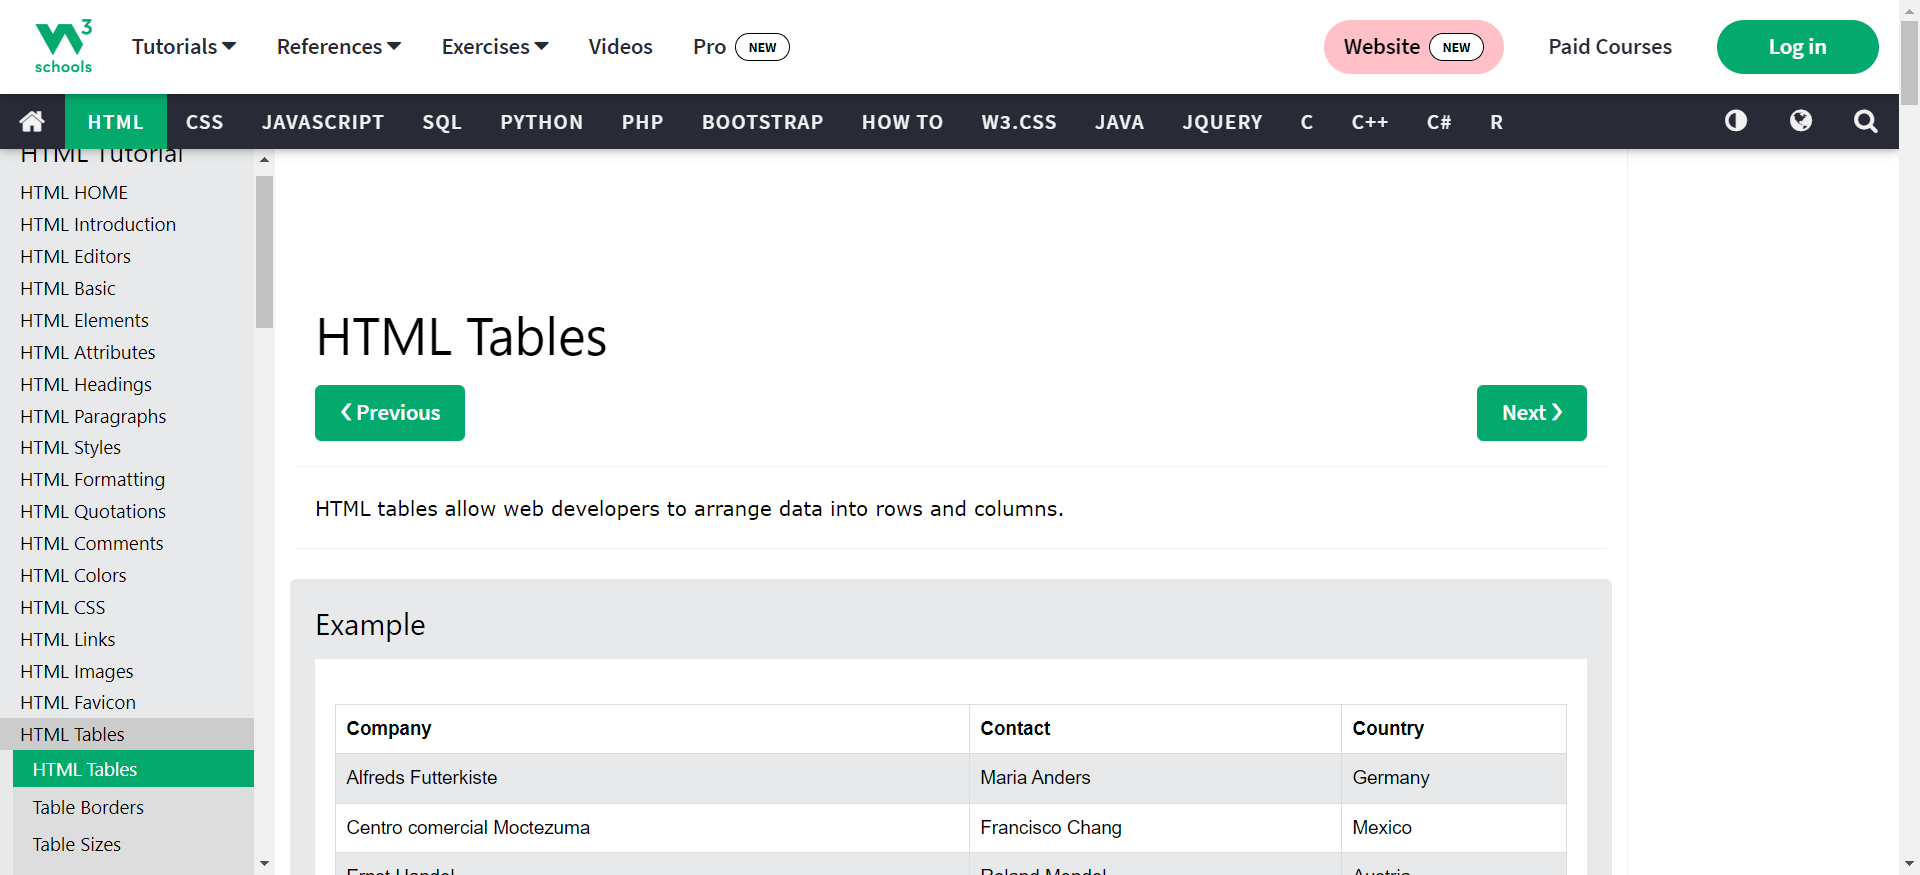 W3 schools
Tutorials References Exercises Videos Pro NEW Website NEW Paid Courses Log in
HTML CSS JAVASCRIPT SQL PYTHON PHP BOOTSTRAP HOW TO W3.CSS JAVA JQUERY C C++ C# R
HTML Tutorial
HTML HOME
HTML Introduction
HTML Editors
HTML Basic
HTML Elements
HTML Attributes
HTML Headings
HTML Paragraphs
HTML Styles
HTML Formatting
HTML Quotations
HTML Comments
HTML Colors
HTML CSS
HTML Links
HTML Images
HTML Favicon
HTML Tables
HTML Tables
Table Borders
Table Sizes
HTML Tables
❮ Previous Next ❯
HTML tables allow web developers to arrange data into rows and columns.
Example
Company Contact Country
Alfreds Futterkiste Maria Anders Germany
Centro comercial Moctezuma Francisco Chang Mexico
Ernst Handel Roland Mendel Austria